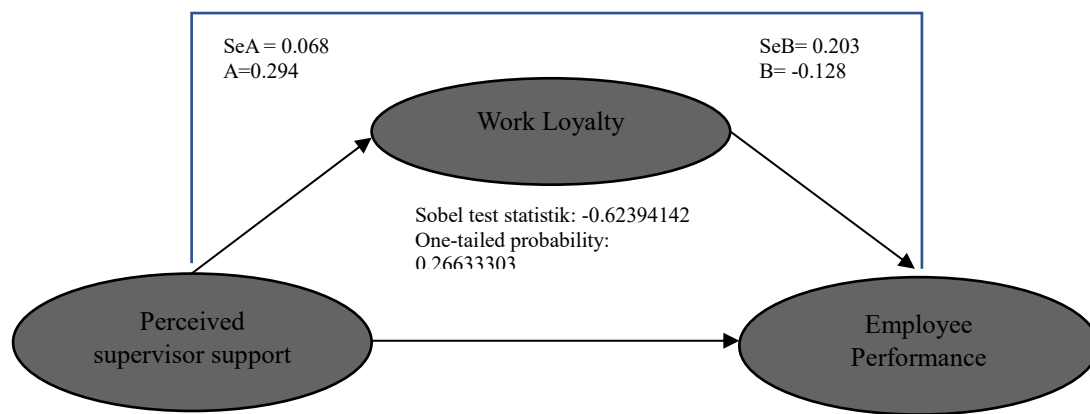 SeA = 0.068
A=0.294
SeB= 0.203
B= -0.128
Work Loyalty
Sobel test statistik: -0.62394142
One-tailed probability:
0.26633303
Perceived
supervisor support
Employee
Performance